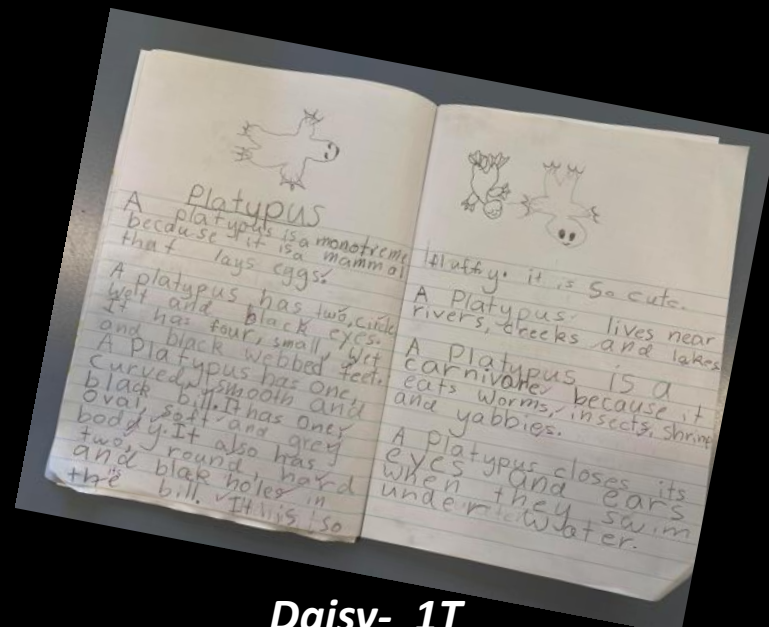 Platypus
A platypus is a monotreme
because it is a mammal
that lays eggs.
A platypus has two, circle
wett and black eyes.
It has four, small, wet
and black webbed feet.
A Platypus has one,
curved, smooth and
black bill. It has one,
oval, soft and grey
boddy. It also has
two, round, hard
and blak holes in
the bill. It is so
fluffy. it is so cute.
A Platypus lives near
rivers, creeks and lakes
A Platypus is a
carnivore because it
eats worms, insects, shrimp
and yabbies.
A platypus closes its
eyes and ears
when they swim
under water.
Daisy- 1T